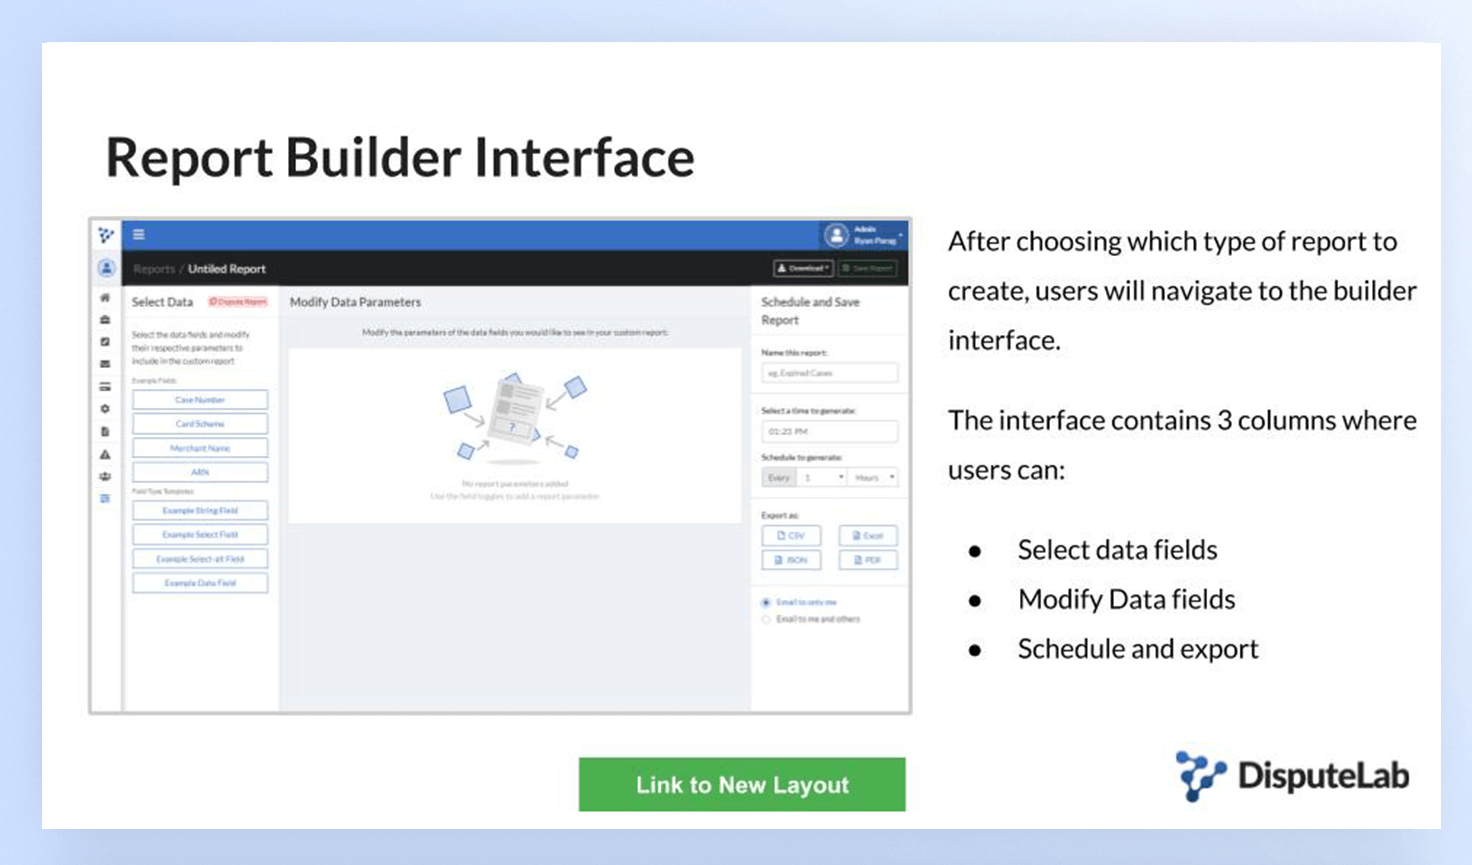 Report Builder Interface
Admin
Ryan Parag
Reports / Untiled Report
Download
Save Report
Select Data
Dispute Report
Select the data fields and modify
their respective parameters to
include in the custom report
Example Fields:
Case Number
Card Scheme
Merchant Name
ARN
Field Type Templates:
Example String Field
Example Select Field
Example Select-alt Field
Example Data Field
Modify Data Parameters
Modify the parameters of the data fields you would like to see in your custom report:
?
No report parameters added
Use the field toggles to add a report parameter
Schedule and Save
Report
Name this report:
eg. Expired Cases
Select a time to generate:
01:23 PM
Schedule to generate:
Every 1 Hours
Export as:
CSV
Excel
JSON
PDF
Email to only me
Email to me and others
After choosing which type of report to
create, users will navigate to the builder
interface.
The interface contains 3 columns where
users can:
● Select data fields
● Modify Data fields
● Schedule and export
Link to New Layout
DisputeLab